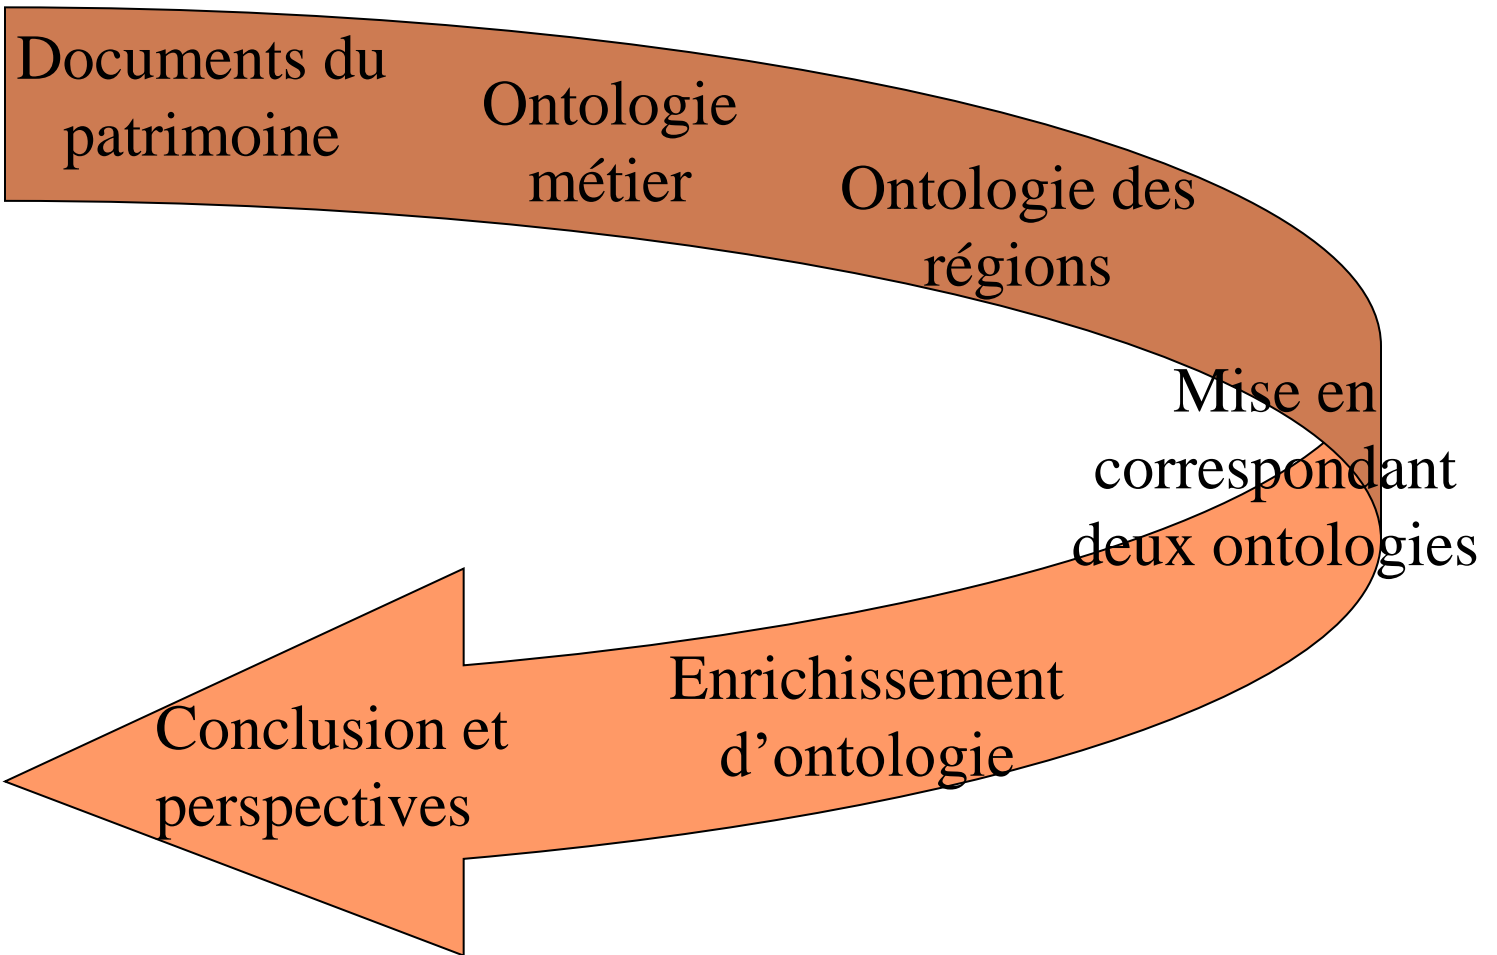 Documents du
patrimoine
Ontologie
métier
Ontologie des
régions
Mise en
correspondant
deux ontologies
Enrichissement
d’ontologie
Conclusion et
perspectives